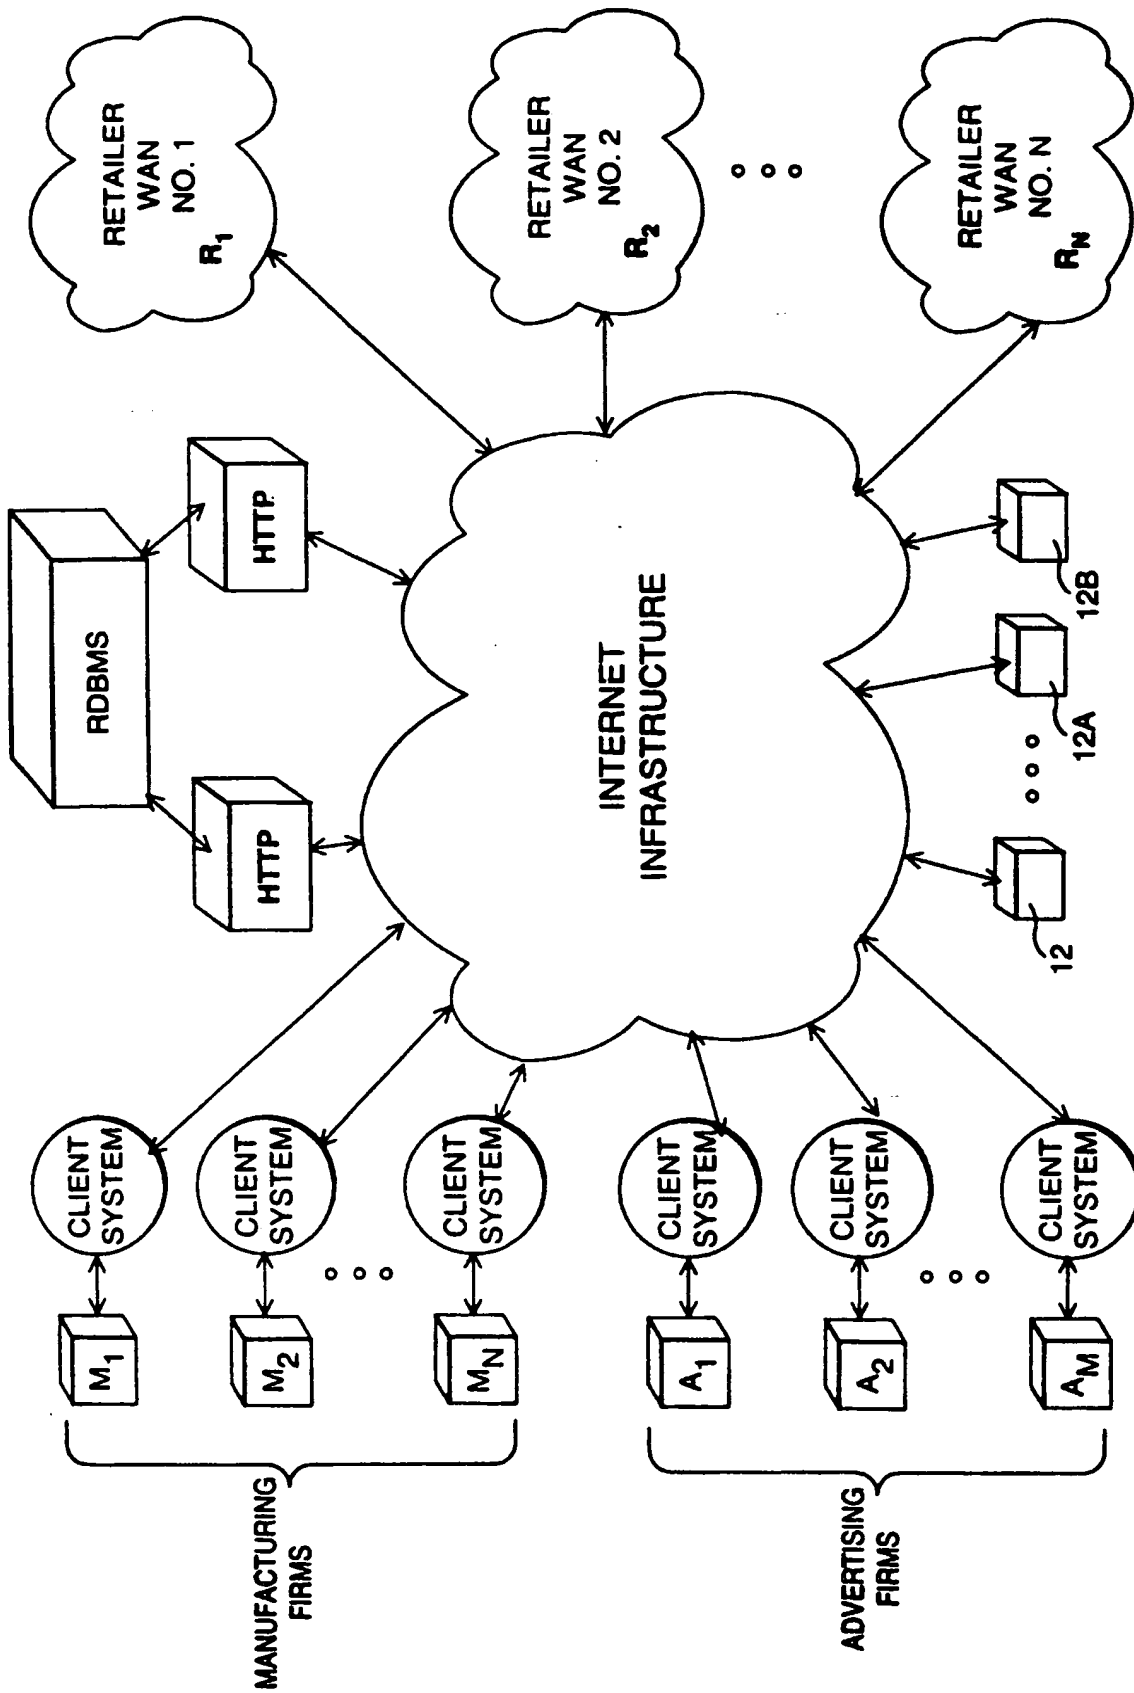 MANUFACTURING
FIRMS
M1
M2
MN
CLIENT
SYSTEM
CLIENT
SYSTEM
CLIENT
SYSTEM
ADVERTISING
FIRMS
A1
A2
AM
CLIENT
SYSTEM
CLIENT
SYSTEM
CLIENT
SYSTEM
RDBMS
HTTP
HTTP
INTERNET
INFRASTRUCTURE
12
12A
12B
RETAILER
WAN
NO. 1
R1
RETAILER
WAN
NO. 2
R2
RETAILER
WAN
NO. N
RN